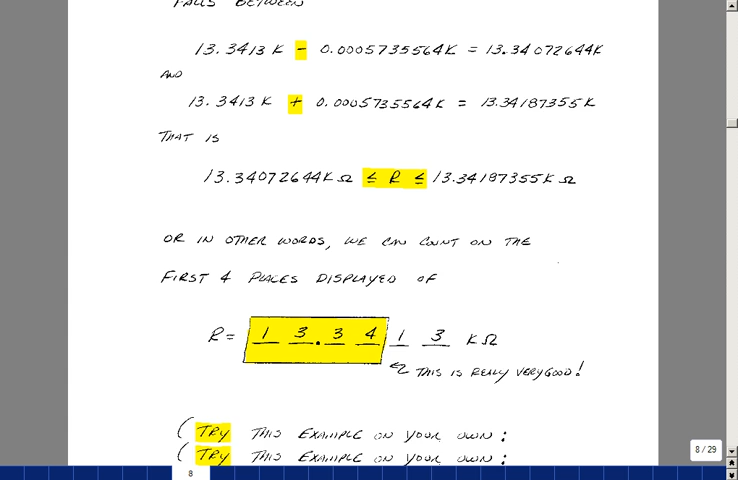 FALLS BETWEEN
13.3413 K - 0.0005735564K = 13.34072644K
AND
13.3413 K + 0.0005735564K = 13.34187355K
THAT IS
13.34072644K Ω ≤ R ≤ 13.34187355K Ω
OR IN OTHER WORDS, WE CAN COUNT ON THE
FIRST 4 PLACES DISPLAYED OF
R = 1 3.3 4 1 3 K Ω
THIS IS REALLY VERY GOOD!
(TRY THIS EXAMPLE ON YOUR OWN:
(TRY THIS EXAMPLE ON YOUR OWN:
8 / 29
8